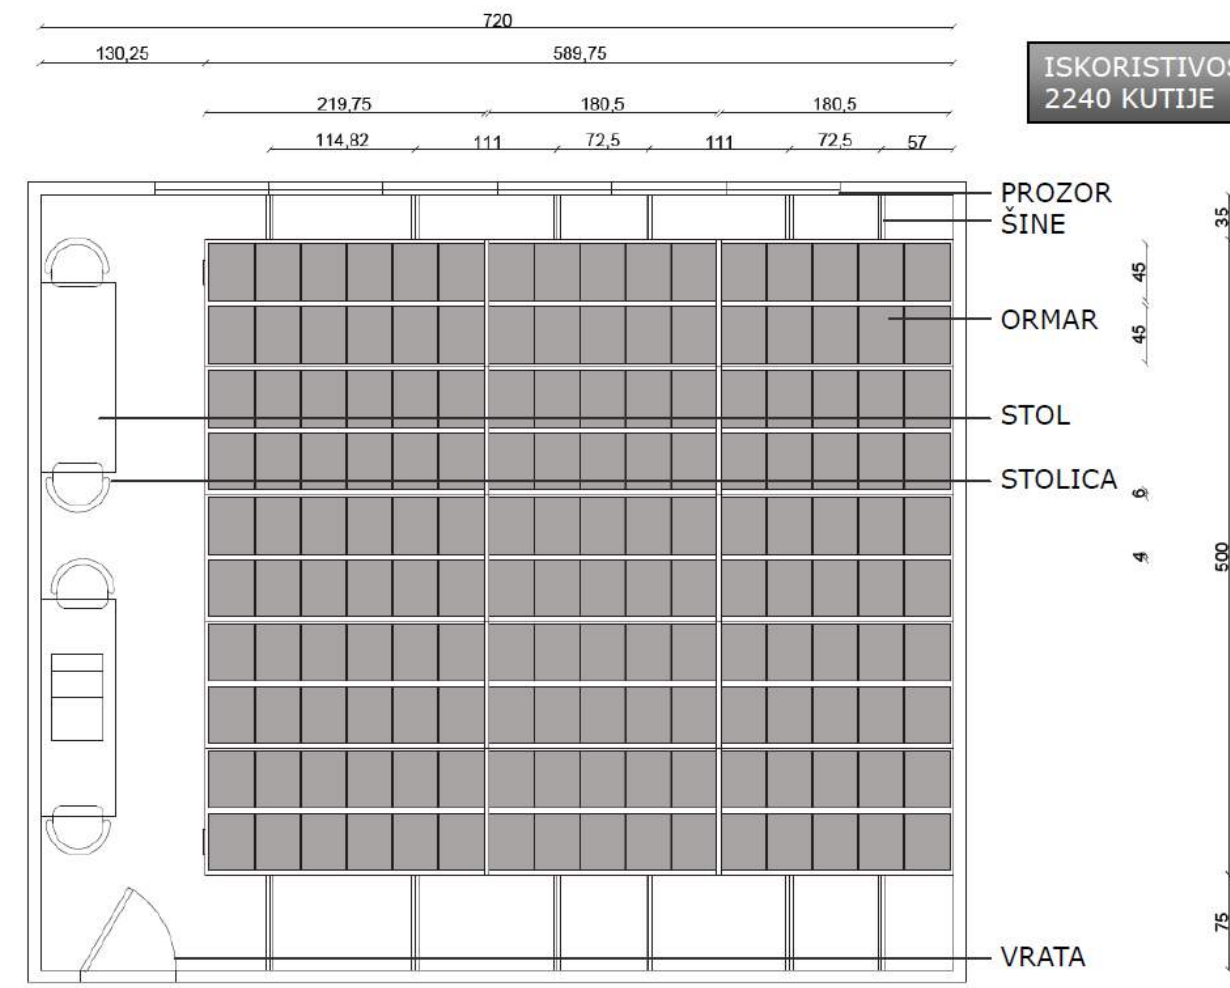 720
130,25
589,75
ISKORISTIVOS
2240 KUTIJE
219,75
180,5
180,5
114,82
111
72,5
111
72,5
57
PROZOR
ŠINE
35
45
ORMAR
45
STOL
STOLICA
6
4
500
75
VRATA